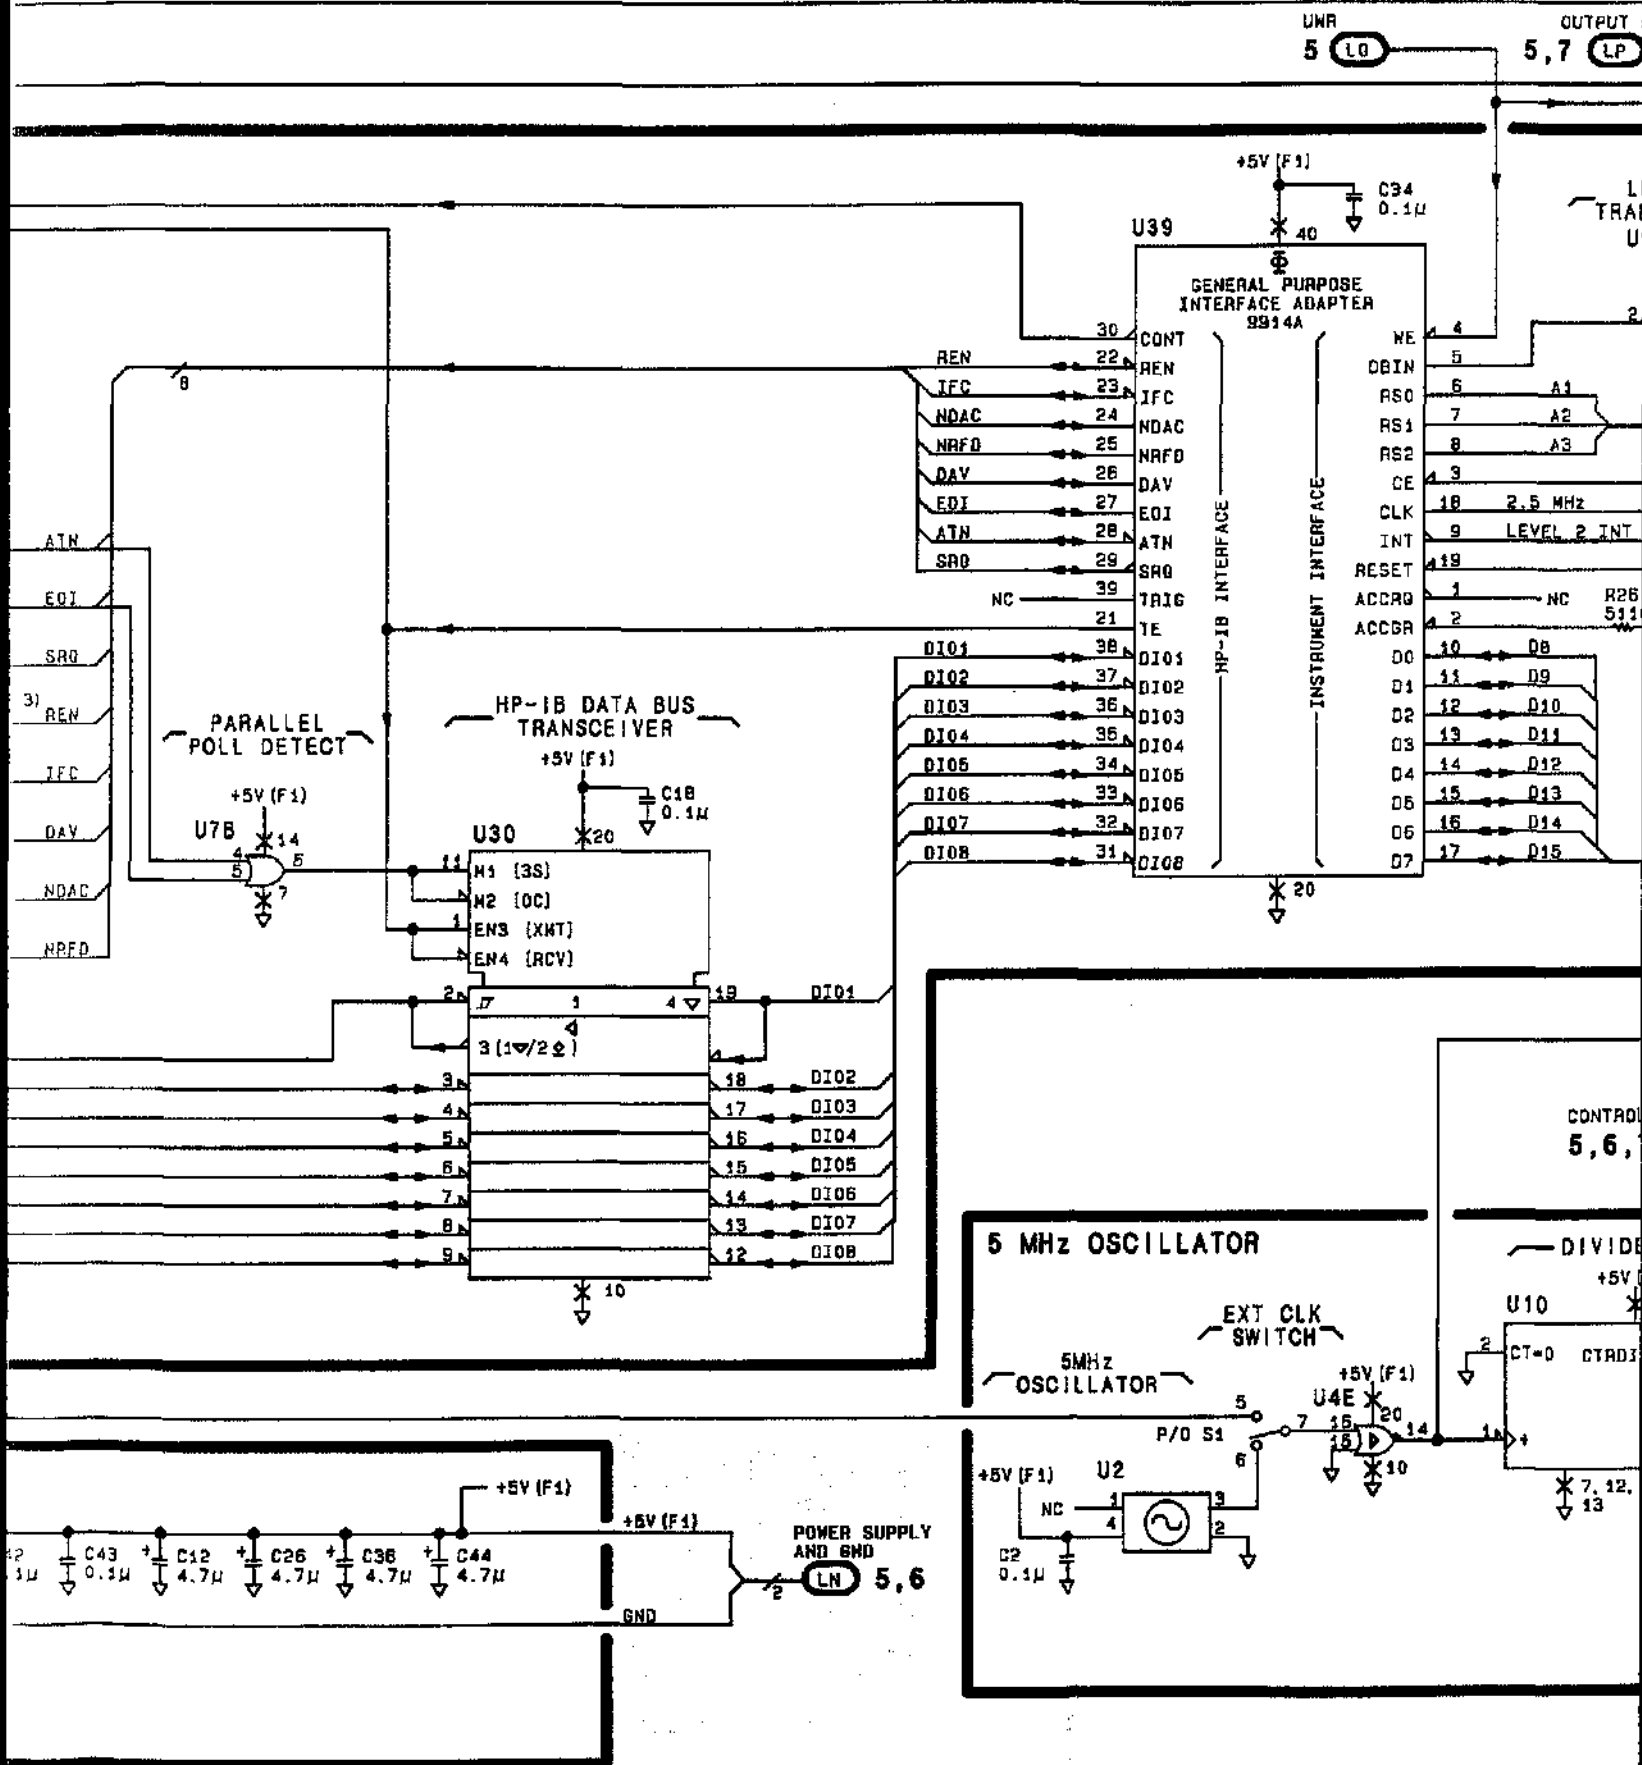 UWR
5 LO
OUTPUT
5,7 LP
+5V (F1)
C34
0.1µ
U39
40
GENERAL PURPOSE
INTERFACE ADAPTER
9914A
HP-IB INTERFACE
INSTRUMENT INTERFACE
30 CONT
REN 22 REN
IFC 23 IFC
NDAC 24 NDAC
NRFD 25 NRFD
DAV 26 DAV
EOI 27 EOI
ATN 28 ATN
SRQ 29 SRQ
NC 39 TRIG
21 TE
DIO1 38 DIO1
DIO2 37 DIO2
DIO3 36 DIO3
DIO4 35 DIO4
DIO5 34 DIO5
DIO6 33 DIO6
DIO7 32 DIO7
DIO8 31 DIO8
WE 4
DBIN 5
RS0 6 A1
RS1 7 A2
RS2 8 A3
CE 3
CLK 18 2.5 MHz
INT 9 LEVEL 2 INT
RESET 19
ACCRQ 1 NC
ACCGR 2
R26
D0 10 D8
D1 11 D9
D2 12 D10
D3 13 D11
D4 14 D12
D5 15 D13
D6 16 D14
D7 17 D15
20
8
ATN
EOI
SRQ
3)
REN
IFC
DAV
NDAC
NRFD
PARALLEL
POLL DETECT
+5V (F1)
U7B
14
4
5
6
7
HP-IB DATA BUS
TRANSCEIVER
+5V (F1)
C18
0.1µ
U30
20
11 M1 (3S)
M2 (OC)
1 EN3 (XMT)
EN4 (RCV)
2 1 4 19 DIO1
3 (1▽/2
3 18 DIO2
4 17 DIO3
5 16 DIO4
6 15 DIO5
7 14 DIO6
8 13 DIO7
9 12 DIO8
10
CONTROL
5,6,
5 MHz OSCILLATOR
DIVIDE
+5V
U10
2 CT=0
1 +
7, 12,
13
EXT CLK
SWITCH
5MHz
OSCILLATOR
+5V (F1)
U4E
20
5
P/O S1
7
6
16
15
14
10
+5V (F1)
U2
NC 1
4
3
2
C2
0.1µ
+5V (F1)
+5V (F1)
C43
0.1µ
C12
4.7µ
C26
4.7µ
C36
4.7µ
C44
4.7µ
GND
POWER SUPPLY
AND GND
2 LN 5,6